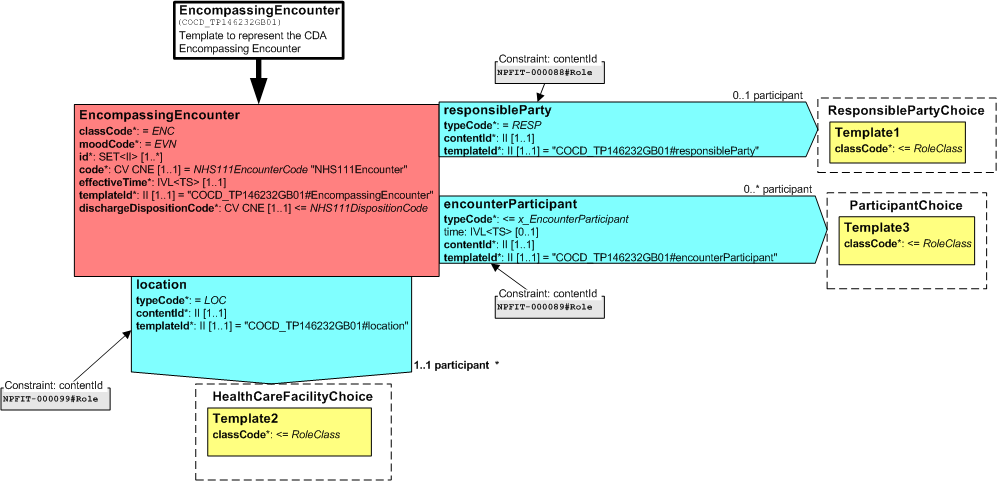 EncompassingEncounter
(COCD_TP146232GB01)
Template to represent the CDA
Encompassing Encounter
EncompassingEncounter
classCode*: = ENC
moodCode*: = EVN
id*: SET<II> [1..*]
code*: CV CNE [1..1] = NHS111EncounterCode "NHS111Encounter"
effectiveTime*: IVL<TS> [1..1]
templateId*: II [1..1] = "COCD_TP146232GB01#EncompassingEncounter"
dischargeDispositionCode*: CV CNE [1..1] <= NHS111DispositionCode
Constraint: contentId
NPFIT-000088#Role
0..1 participant
responsibleParty
typeCode*: = RESP
contentId*: II [1..1]
templateId*: II [1..1] = "COCD_TP146232GB01#responsibleParty"
ResponsiblePartyChoice
Template1
classCode*: <= RoleClass
0..* participant
encounterParticipant
typeCode*: <= x_EncounterParticipant
time: IVL<TS> [0..1]
contentId*: II [1..1]
templateId*: II [1..1] = "COCD_TP146232GB01#encounterParticipant"
ParticipantChoice
Template3
classCode*: <= RoleClass
Constraint: contentId
NPFIT-000089#Role
location
typeCode*: = LOC
contentId*: II [1..1]
templateId*: II [1..1] = "COCD_TP146232GB01#location"
1..1 participant *
Constraint: contentId
NPFIT-000099#Role
HealthCareFacilityChoice
Template2
classCode*: <= RoleClass